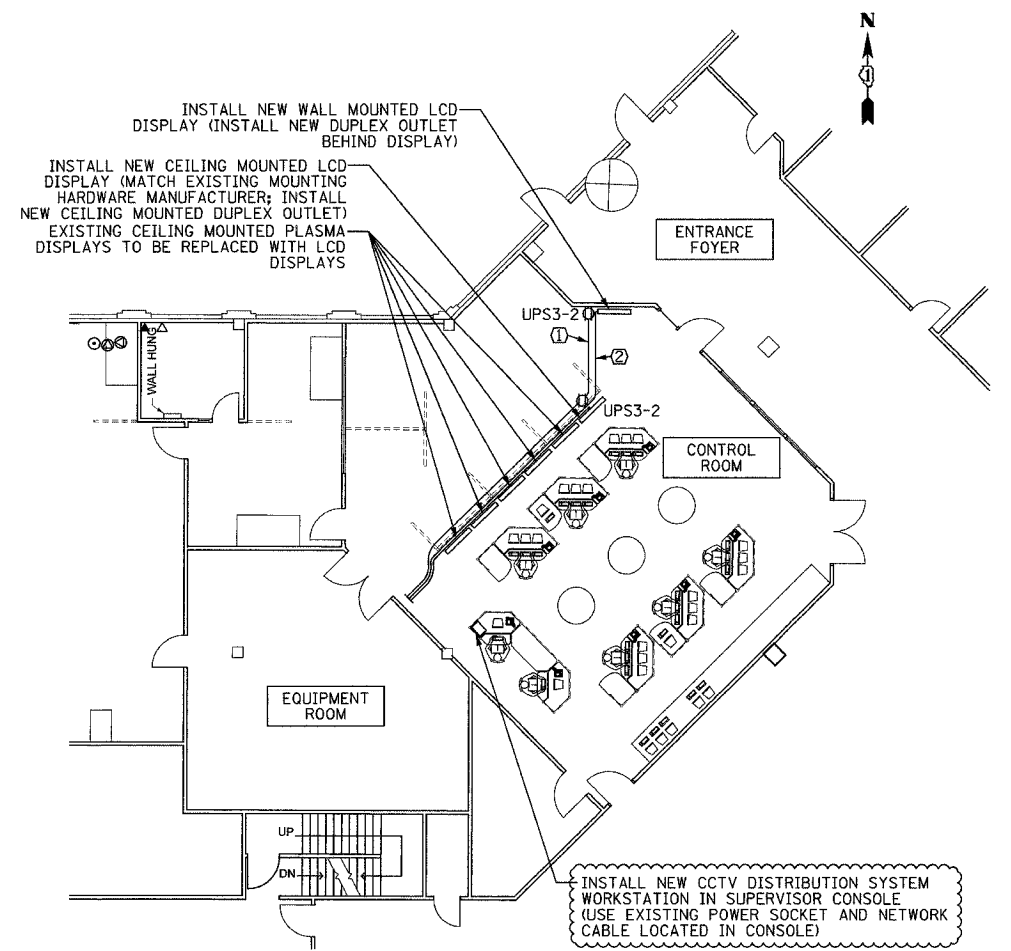 N
1
INSTALL NEW WALL MOUNTED LCD
DISPLAY (INSTALL NEW DUPLEX OUTLET
BEHIND DISPLAY)
INSTALL NEW CEILING MOUNTED LCD
DISPLAY (MATCH EXISTING MOUNTING
HARDWARE MANUFACTURER; INSTALL
NEW CEILING MOUNTED DUPLEX OUTLET)
EXISTING CEILING MOUNTED PLASMA
DISPLAYS TO BE REPLACED WITH LCD
DISPLAYS
ENTRANCE
FOYER
UPS3-2
1
2
WALL HUNG
UPS3-2
CONTROL
ROOM
EQUIPMENT
ROOM
UP
DN
INSTALL NEW CCTV DISTRIBUTION SYSTEM
WORKSTATION IN SUPERVISOR CONSOLE
(USE EXISTING POWER SOCKET AND NETWORK
CABLE LOCATED IN CONSOLE)